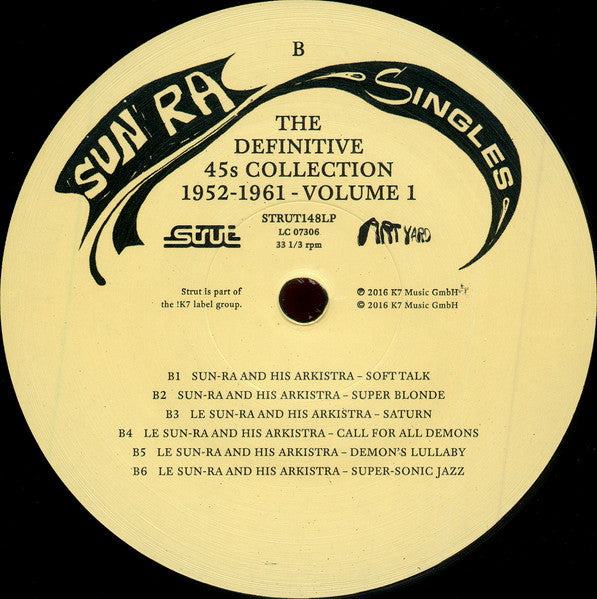 B
SUN RA
SINGLES
THE
DEFINITIVE
45s COLLECTION
1952-1961 - VOLUME 1
STRUT148LP
LC 07306
33 1/3 rpm
Strut
ART YARD
Strut is part of
the !K7 label group.
℗ 2016 K7 Music GmbH
© 2016 K7 Music GmbH
B1 SUN-RA AND HIS ARKISTRA – SOFT TALK
B2 SUN-RA AND HIS ARKISTRA – SUPER BLONDE
B3 LE SUN-RA AND HIS ARKISTRA – SATURN
B4 LE SUN-RA AND HIS ARKISTRA – CALL FOR ALL DEMONS
B5 LE SUN-RA AND HIS ARKISTRA – DEMON'S LULLABY
B6 LE SUN-RA AND HIS ARKISTRA – SUPER-SONIC JAZZ